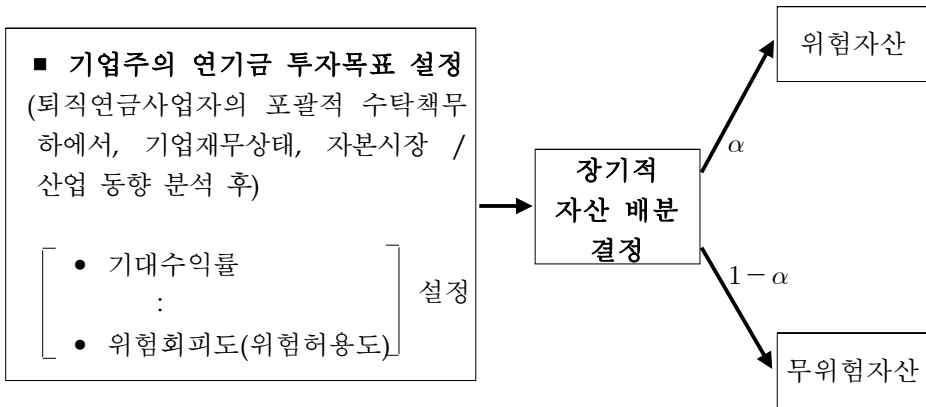 ■ 기업주의 연기금 투자목표 설정
(퇴직연금사업자의 포괄적 수탁책무
하에서, 기업재무상태, 자본시장 /
산업 동향 분석 후)
• 기대수익률
:
• 위험회피도(위험허용도)
설정
장기적
자산 배분
결정
α
1-α
위험자산
무위험자산